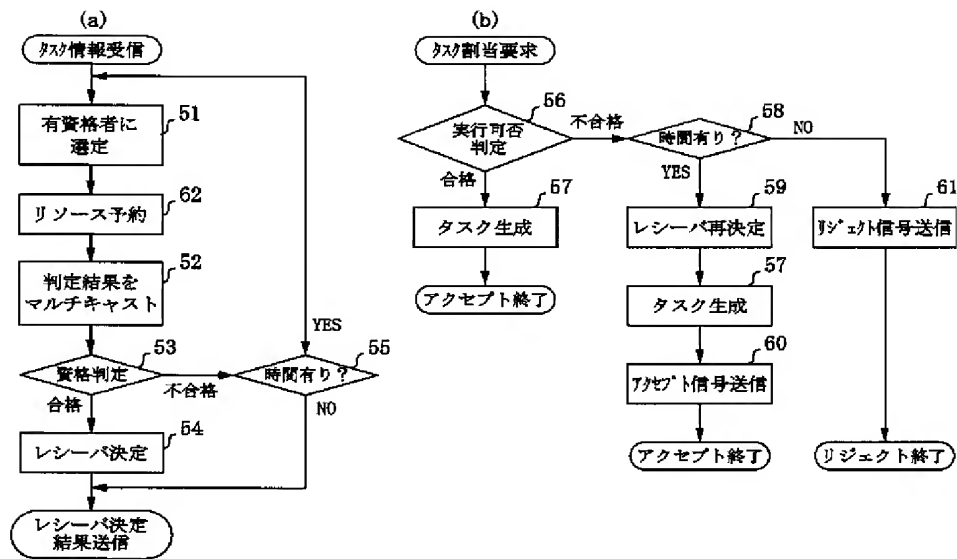 (a)
タスク情報受信
51
有資格者に
選定
62
リソース予約
52
判定結果を
マルチキャスト
53
資格判定
不合格
合格
55
時間有り?
YES
NO
54
レシーバ決定
レシーバ決定
結果送信
(b)
タスク割当要求
56
実行可否
判定
不合格
合格
57
タスク生成
アクセプト終了
58
時間有り?
NO
YES
59
レシーバ再決定
57
タスク生成
60
アクセプト信号送信
アクセプト終了
61
リジェクト信号送信
リジェクト終了